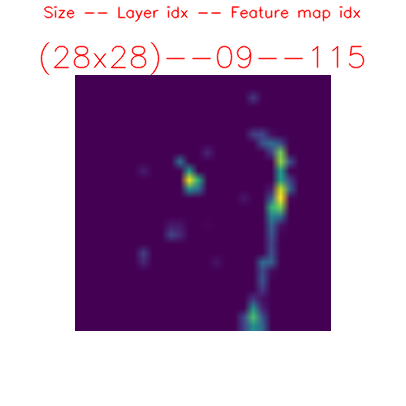 Size -- Layer idx -- Feature map idx
(28x28)--09--115